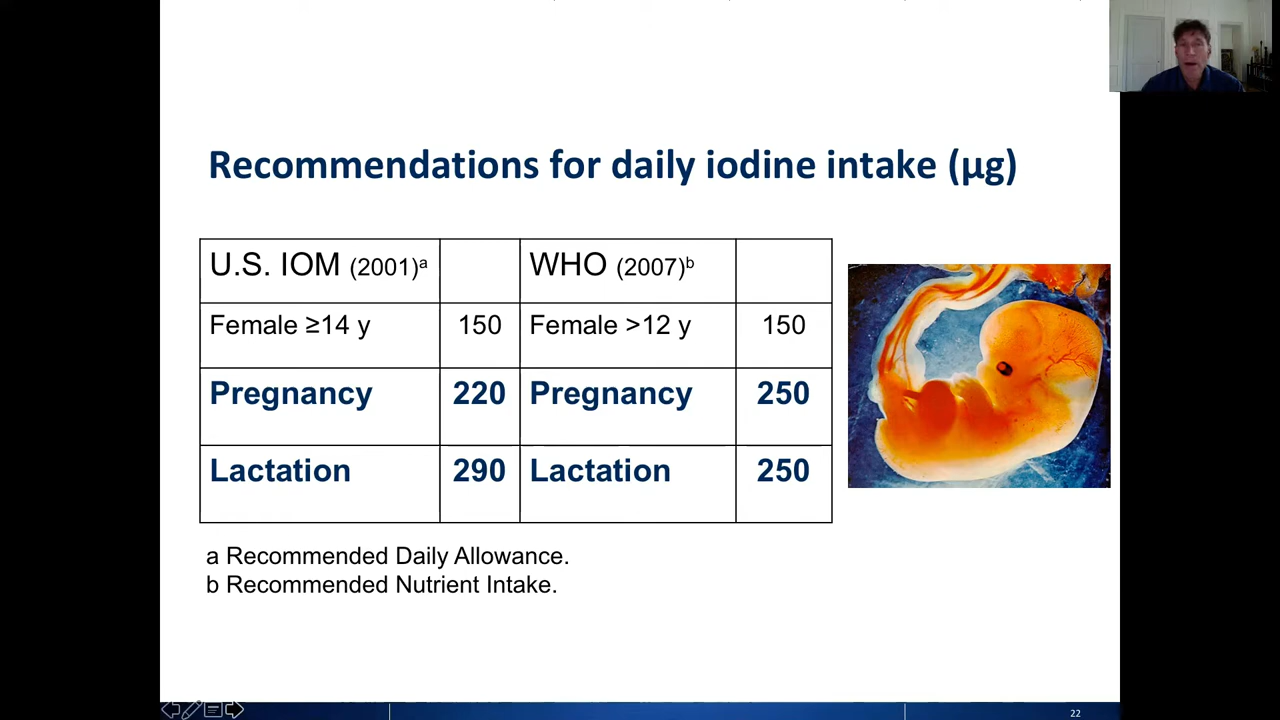 Recommendations for daily iodine intake (µg)
U.S. IOM (2001)a WHO (2007)b
Female ≥14 y 150 Female >12 y 150
Pregnancy 220 Pregnancy 250
Lactation 290 Lactation 250
a Recommended Daily Allowance.
b Recommended Nutrient Intake.
22